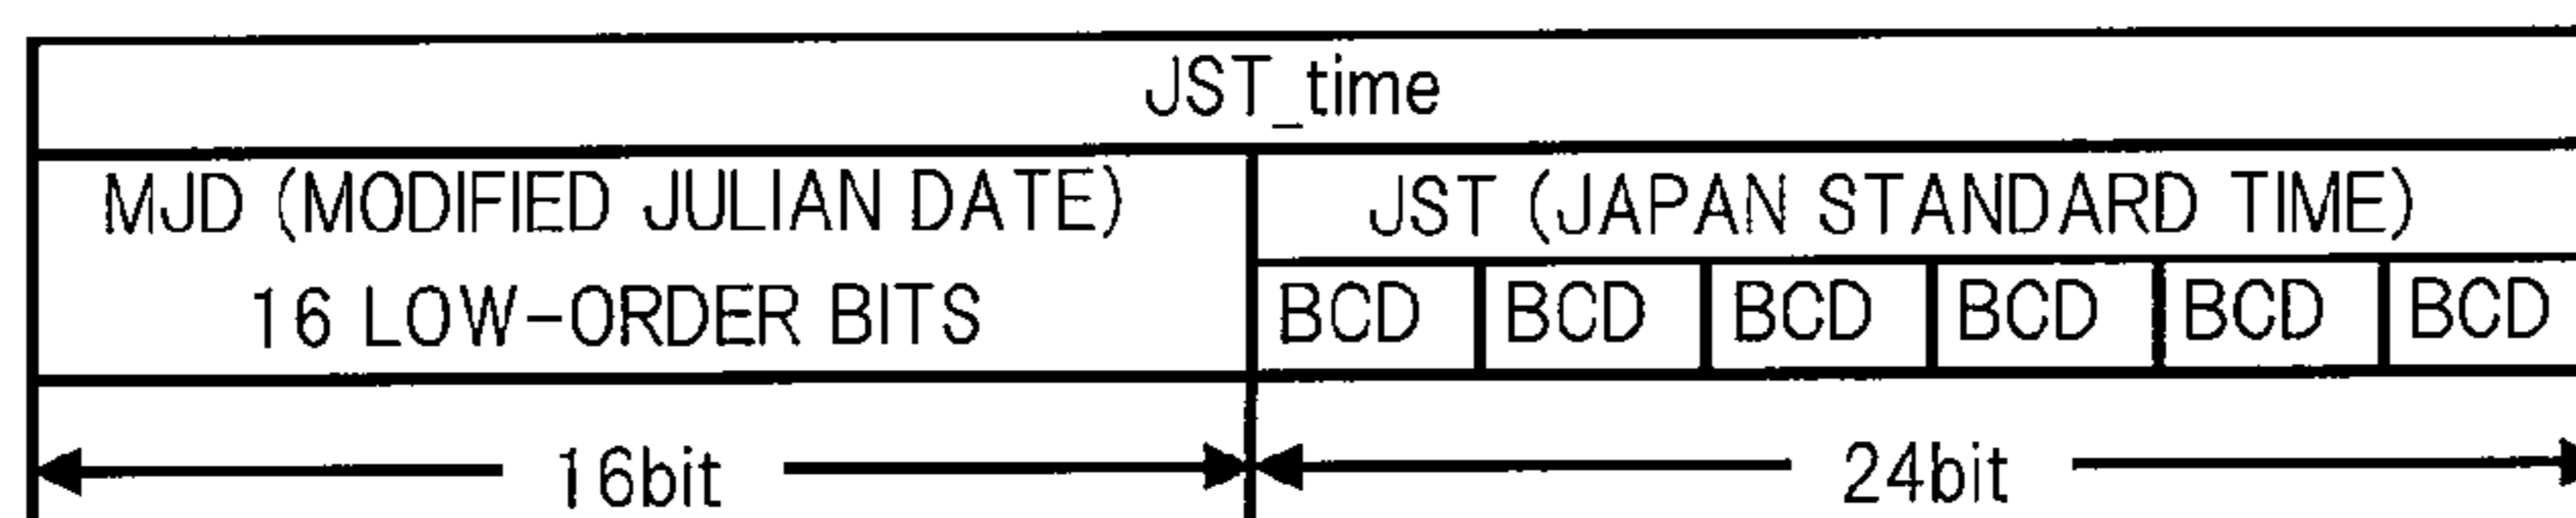 JST_time
MJD (MODIFIED JULIAN DATE)
16 LOW-ORDER BITS
JST (JAPAN STANDARD TIME)
BCD BCD BCD BCD BCD BCD
16bit
24bit